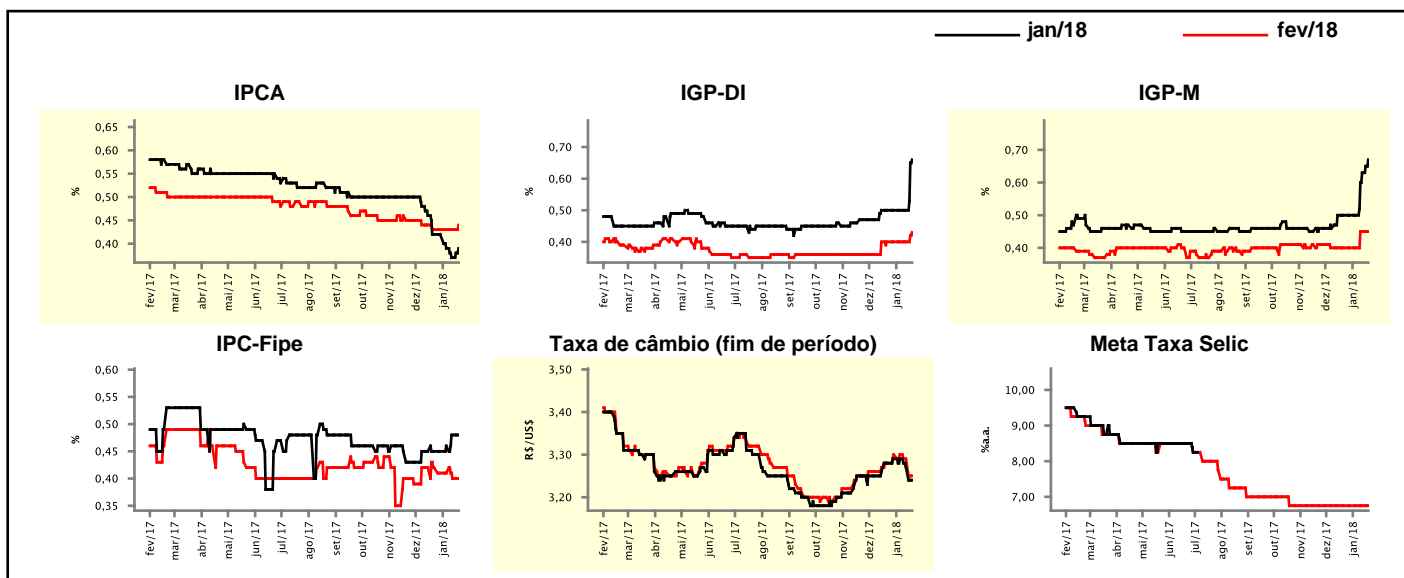 jan/18 fev/18
IPCA IGP-DI IGP-M
0,65
0,60
0,55
0,50
0,45
0,40
%
fev/17 mar/17 abr/17 mai/17 jun/17 jul/17 ago/17 set/17 out/17 nov/17 dez/17 jan/18
0,70
0,60
0,50
0,40
%
fev/17 mar/17 abr/17 mai/17 jun/17 jul/17 ago/17 set/17 out/17 nov/17 dez/17 jan/18
0,70
0,60
0,50
0,40
%
fev/17 mar/17 abr/17 mai/17 jun/17 jul/17 ago/17 set/17 out/17 nov/17 dez/17 jan/18
IPC-Fipe Taxa de câmbio (fim de período) Meta Taxa Selic
0,60
0,55
0,50
0,45
0,40
0,35
%
fev/17 mar/17 abr/17 mai/17 jun/17 jul/17 ago/17 set/17 out/17 nov/17 dez/17 jan/18
3,50
3,40
3,30
3,20
R$/US$
fev/17 mar/17 abr/17 mai/17 jun/17 jul/17 ago/17 set/17 out/17 nov/17 dez/17 jan/18
10,00
9,00
8,00
7,00
%a.a.
fev/17 mar/17 abr/17 mai/17 jun/17 jul/17 ago/17 set/17 out/17 nov/17 dez/17 jan/18